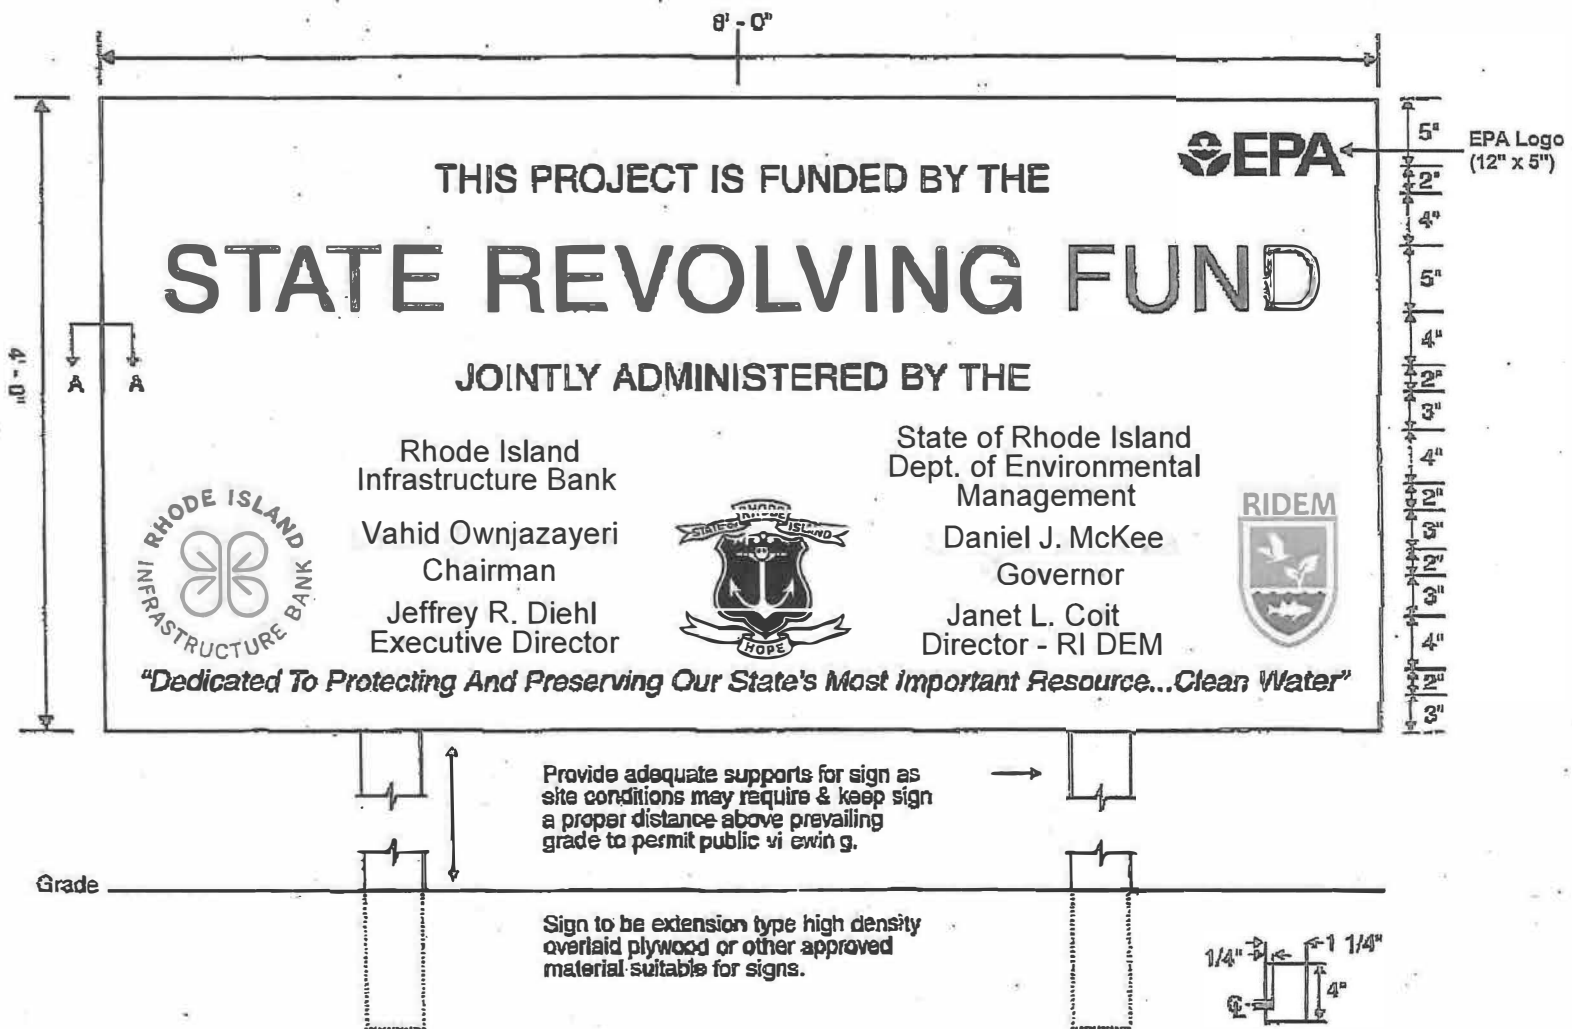 8' - 0"
EPA
EPA Logo
(12" x 5")
THIS PROJECT IS FUNDED BY THE
STATE REVOLVING FUND
JOINTLY ADMINISTERED BY THE
4' - 0"
A A
Rhode Island
Infrastructure Bank
Vahid Ownjazayeri
Chairman
Jeffrey R. Diehl
Executive Director
RHODE ISLAND
INFRASTRUCTURE BANK
STATE OF RHODE ISLAND
HOPE
State of Rhode Island
Dept. of Environmental
Management
Daniel J. McKee
Governor
Janet L. Coit
Director - RI DEM
RIDEM
"Dedicated To Protecting And Preserving Our State's Most Important Resource...Clean Water"
5"
2"
4"
5"
4"
2"
3"
4"
2"
3"
2"
3"
4"
2"
3"
Provide adequate supports for sign as
site conditions may require & keep sign
a proper distance above prevailing
grade to permit public vi ewin g.
Grade
Sign to be extension type high density
overlaid plywood or other approved
material suitable for signs.
1/4" 1 1/4"
4"
CL